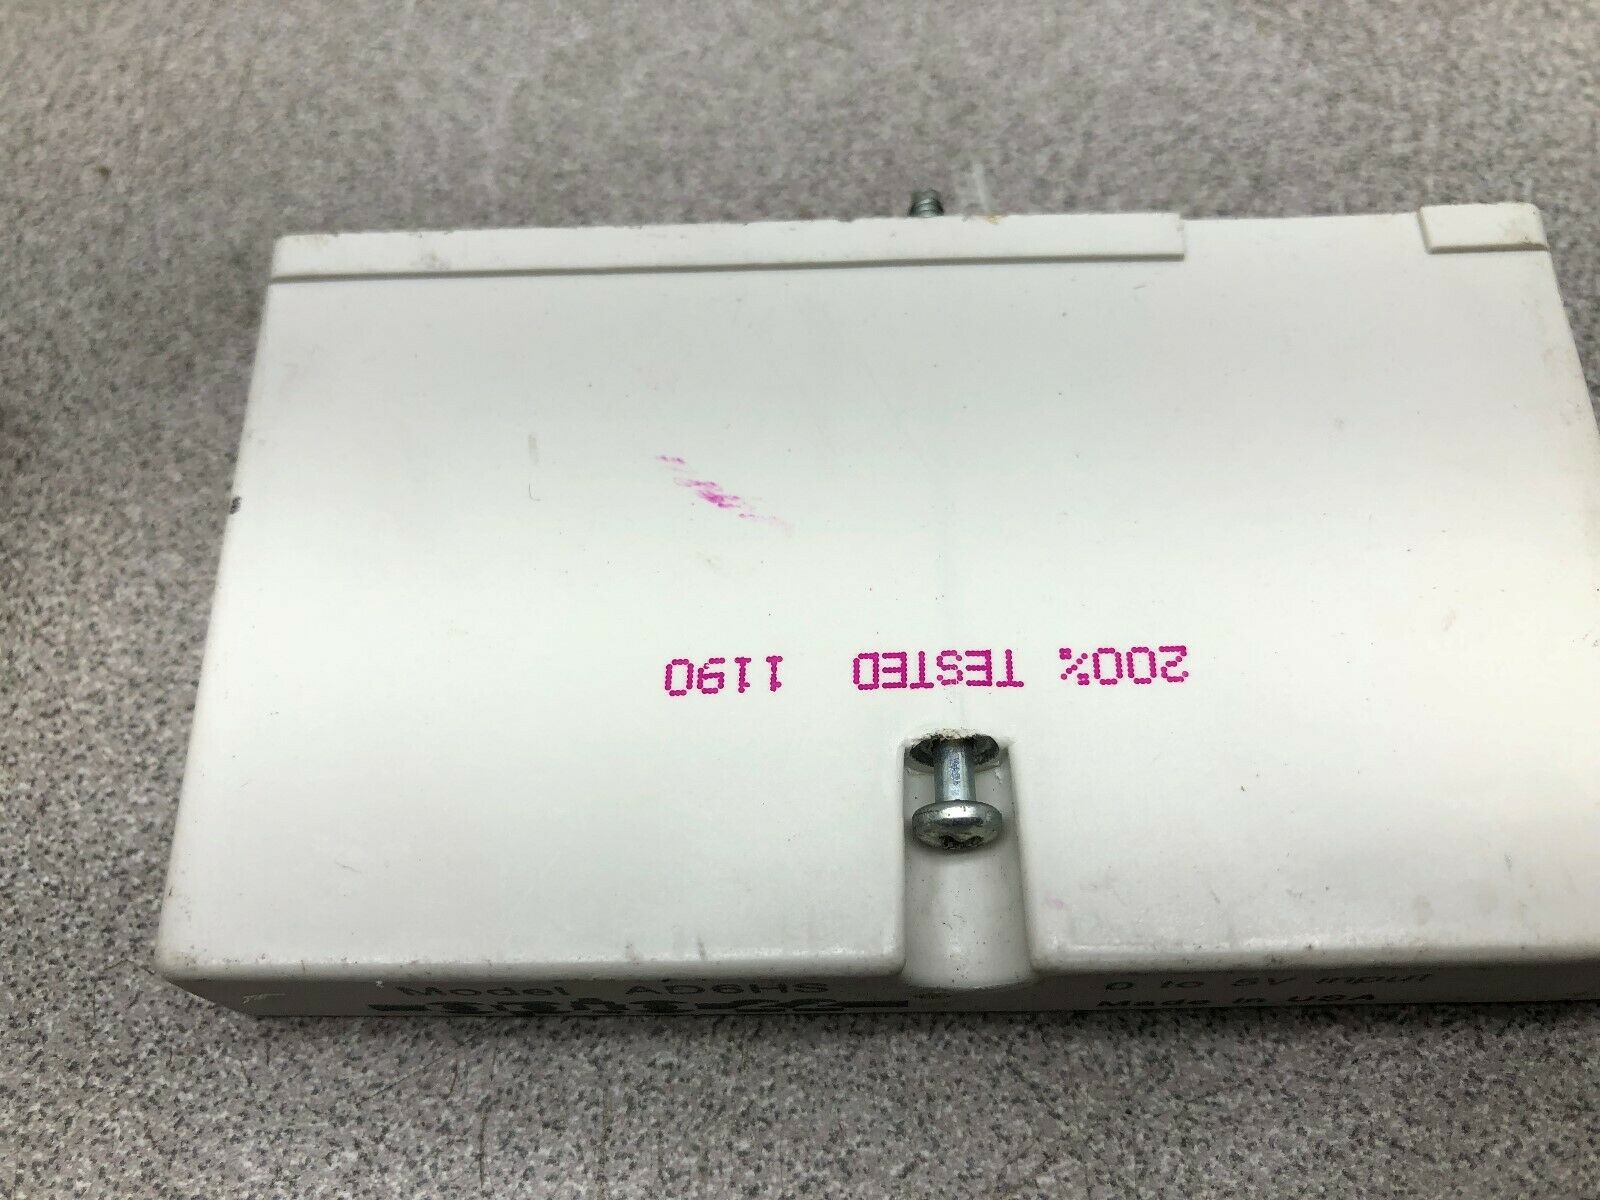 200% TESTED 1190
Model AD6HS
0 to 5v input
Made in USA